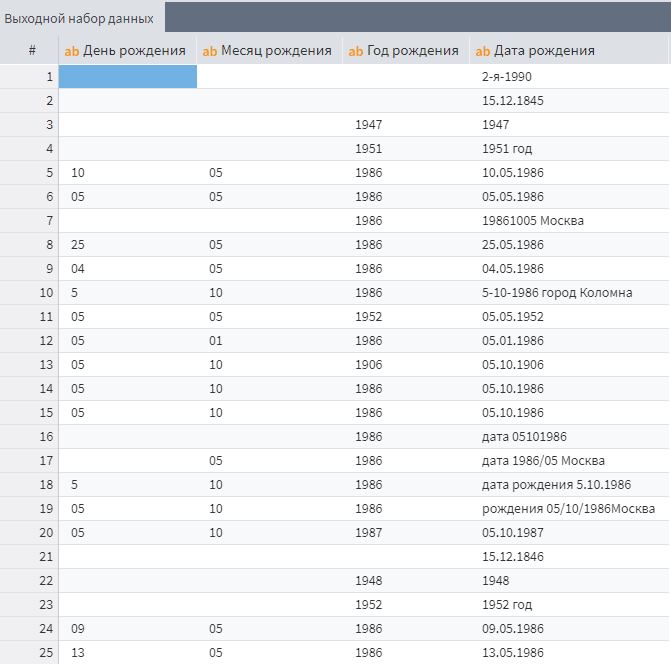 Выходной набор данных
# ab День рождения ab Месяц рождения ab Год рождения ab Дата рождения
1 2-я-1990
2 15.12.1845
3 1947 1947
4 1951 1951 год
5 10 05 1986 10.05.1986
6 05 05 1986 05.05.1986
7 1986 19861005 Москва
8 25 05 1986 25.05.1986
9 04 05 1986 04.05.1986
10 5 10 1986 5-10-1986 город Коломна
11 05 05 1952 05.05.1952
12 05 01 1986 05.01.1986
13 05 10 1906 05.10.1906
14 05 10 1986 05.10.1986
15 05 10 1986 05.10.1986
16 1986 дата 05101986
17 05 1986 дата 1986/05 Москва
18 5 10 1986 дата рождения 5.10.1986
19 05 10 1986 рождения 05/10/1986Москва
20 05 10 1987 05.10.1987
21 15.12.1846
22 1948 1948
23 1952 1952 год
24 09 05 1986 09.05.1986
25 13 05 1986 13.05.1986